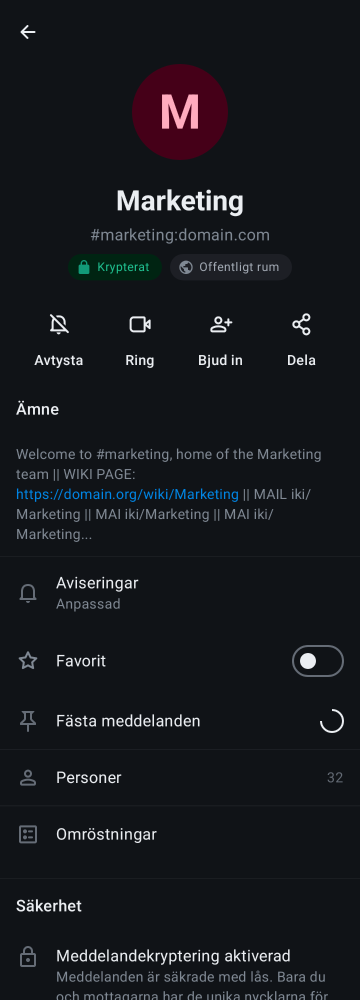 M
Marketing
#marketing:domain.com
Krypterat
Offentligt rum
Avtysta
Ring
Bjud in
Dela
Ämne
Welcome to #marketing, home of the Marketing
team || WIKI PAGE:
https://domain.org/wiki/Marketing || MAIL iki/
Marketing || MAI iki/Marketing || MAI iki/
Marketing...
Aviseringar
Anpassad
Favorit
Fästa meddelanden
Personer
32
Omröstningar
Säkerhet
Meddelandekryptering aktiverad
Meddelanden är säkrade med lås. Bara du
och mottagarna har de unika nycklarna för